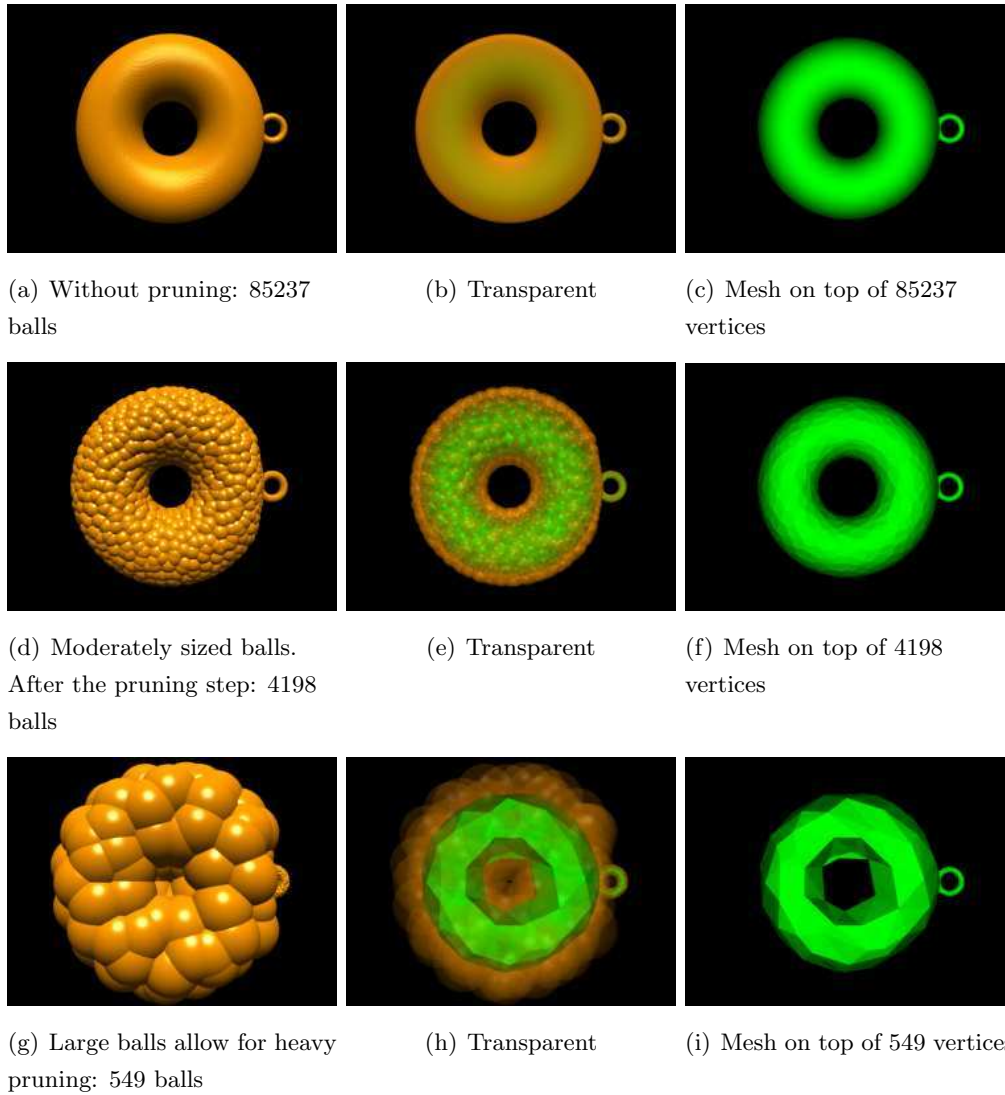 (a) Without pruning: 85237
balls
(b) Transparent
(c) Mesh on top of 85237
vertices
(d) Moderately sized balls.
After the pruning step: 4198
balls
(e) Transparent
(f) Mesh on top of 4198
vertices
(g) Large balls allow for heavy
pruning: 549 balls
(h) Transparent
(i) Mesh on top of 549 vertice